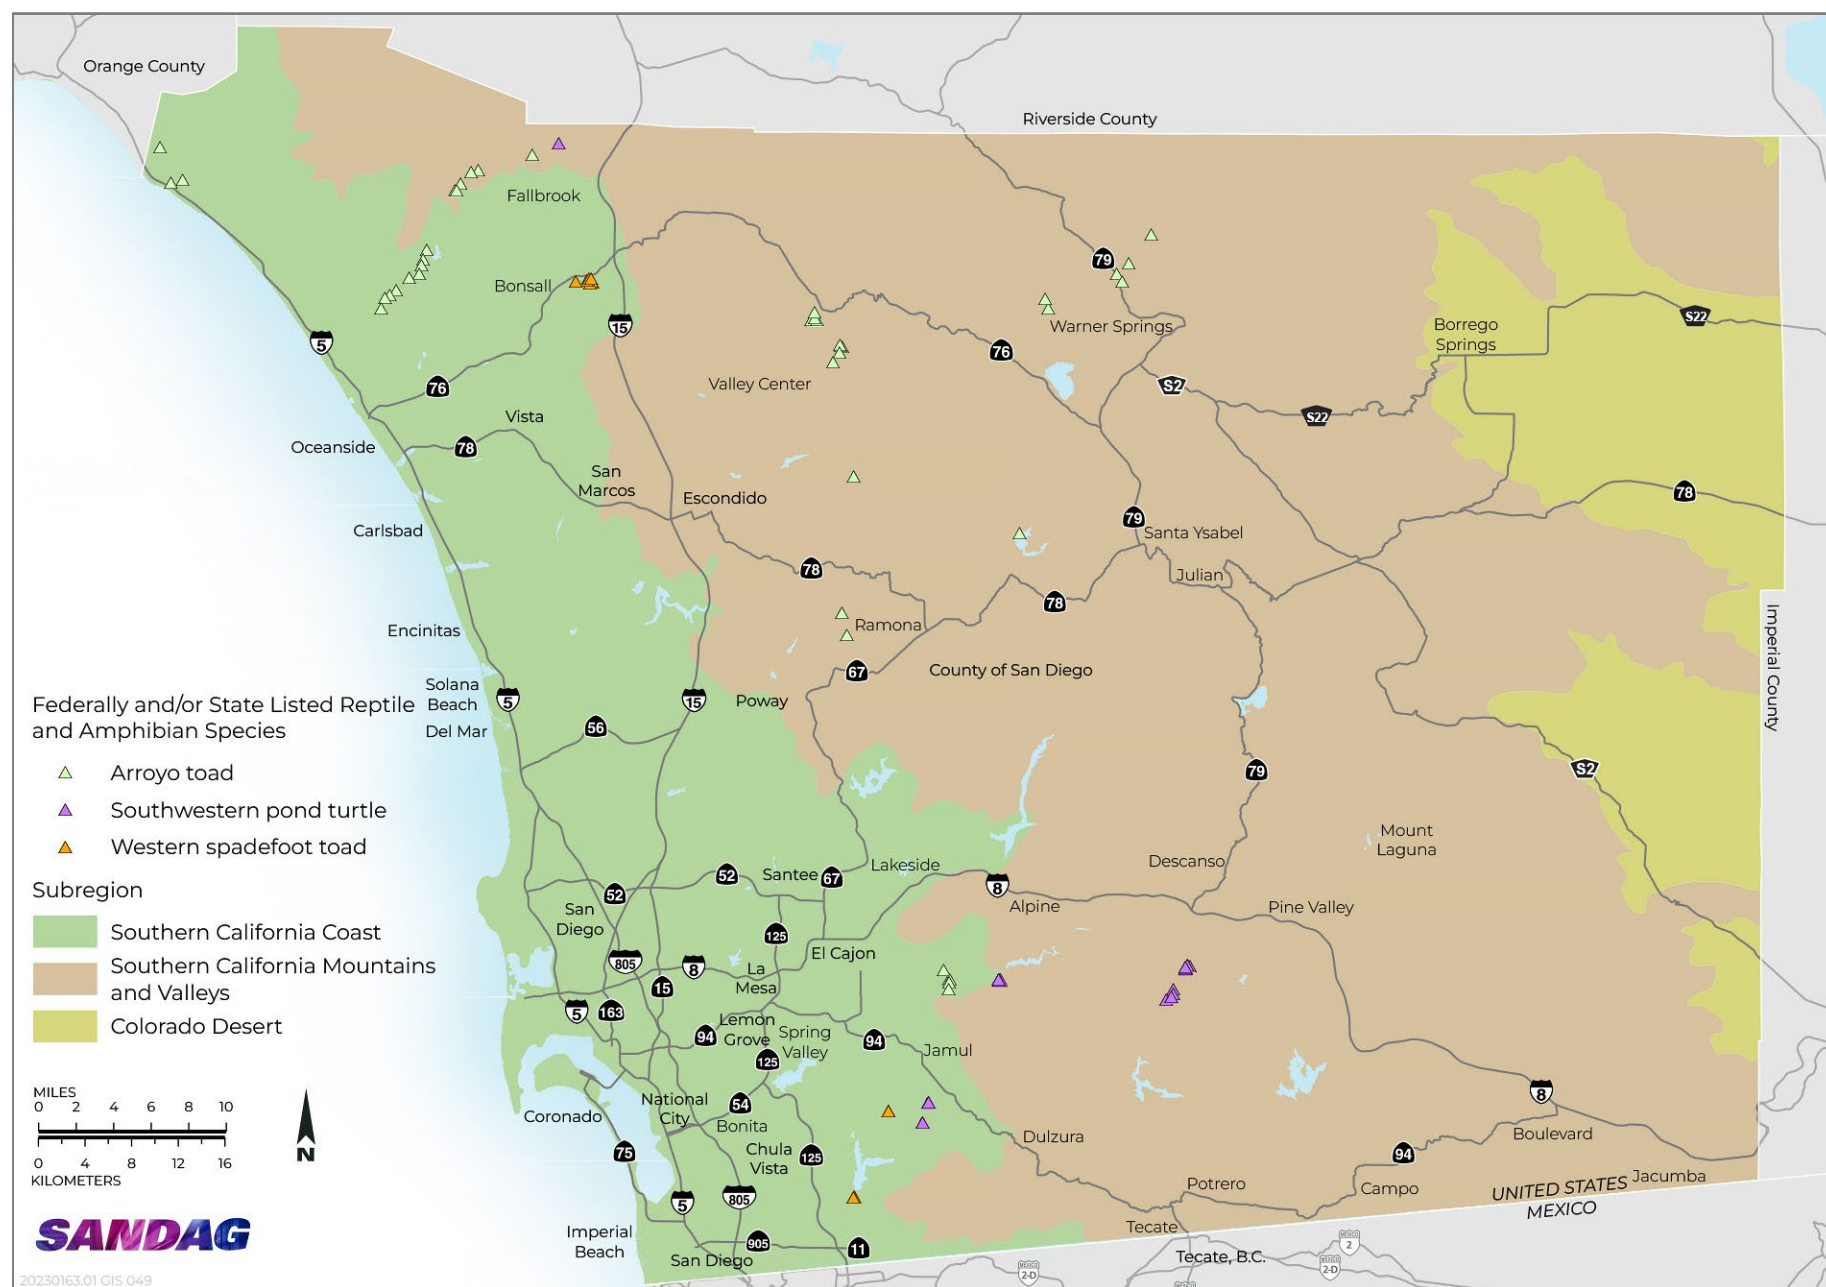 Orange County
Riverside County
Fallbrook
Bonsall
79
15
5
Warner Springs
Borrego
Springs
S22
76
76
Valley Center
S2
S22
Vista
Oceanside
78
San
Marcos
Escondido
78
Carlsbad
79
Santa Ysabel
78
Julian
78
Encinitas
Ramona
67
County of San Diego
Imperial County
Solana
Beach
Del Mar
5
15
Poway
56
79
S2
Mount
Laguna
Descanso
Lakeside
52
Santee
67
52
8
Alpine
Pine Valley
San
Diego
125
El Cajon
805
8
La
Mesa
15
5
163
94
Lemon
Grove
Spring
Valley
94
Jamul
125
National
City
54
Bonita
Coronado
8
Dulzura
Boulevard
75
Chula
Vista
125
94
Potrero
Campo
Jacumba
5
805
UNITED STATES
MEXICO
Imperial
Beach
905
San Diego
11
Tecate
Tecate, B.C.
MEXICO
2
MEXICO
2-D
MEXICO
2-D
Federally and/or State Listed Reptile
and Amphibian Species
Arroyo toad
Southwestern pond turtle
Western spadefoot toad
Subregion
Southern California Coast
Southern California Mountains
and Valleys
Colorado Desert
MILES
0 2 4 6 8 10
0 4 8 12 16
KILOMETERS
N
SANDAG
20230163.01 GIS 049